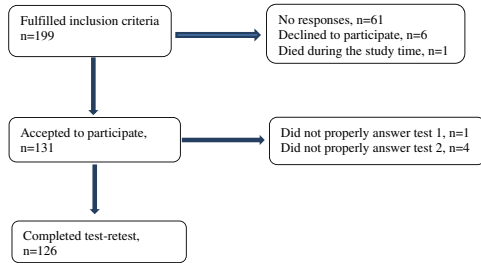 Fulfilled inclusion criteria
n=199
No responses, n=61
Declined to participate, n=6
Died during the study time, n=1
Accepted to participate,
n=131
Did not properly answer test 1, n=1
Did not properly answer test 2, n=4
Completed test-retest,
n=126